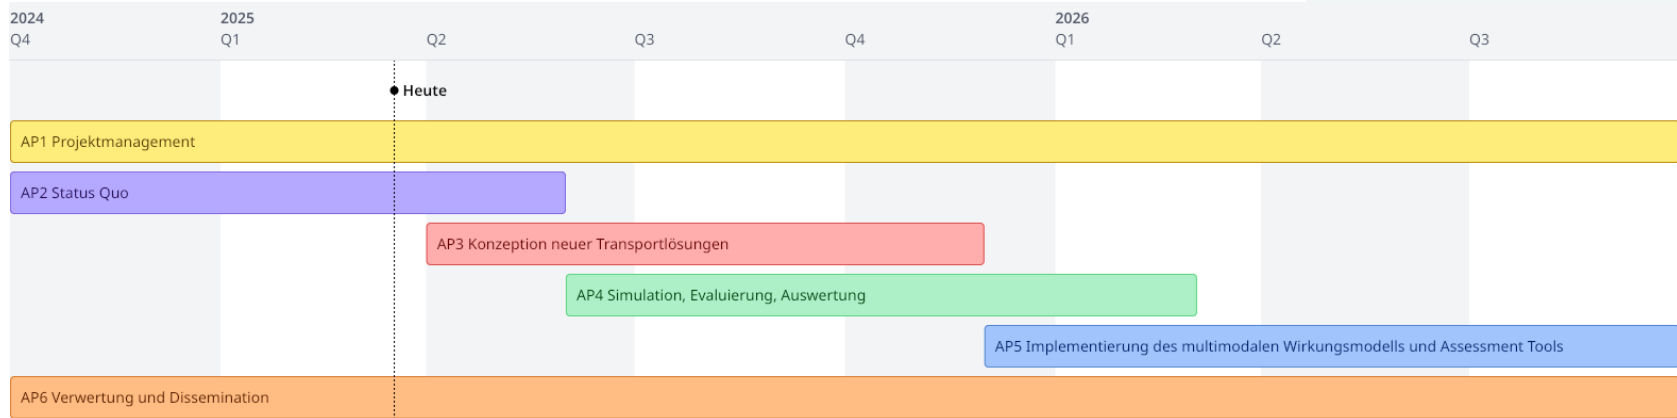 2024 2025 2026
Q4 Q1 Q2 Q3 Q4 Q1 Q2 Q3
Heute
AP1 Projektmanagement
AP2 Status Quo
AP3 Konzeption neuer Transportlösungen
AP4 Simulation, Evaluierung, Auswertung
AP5 Implementierung des multimodalen Wirkungsmodells und Assessment Tools
AP6 Verwertung und Dissemination